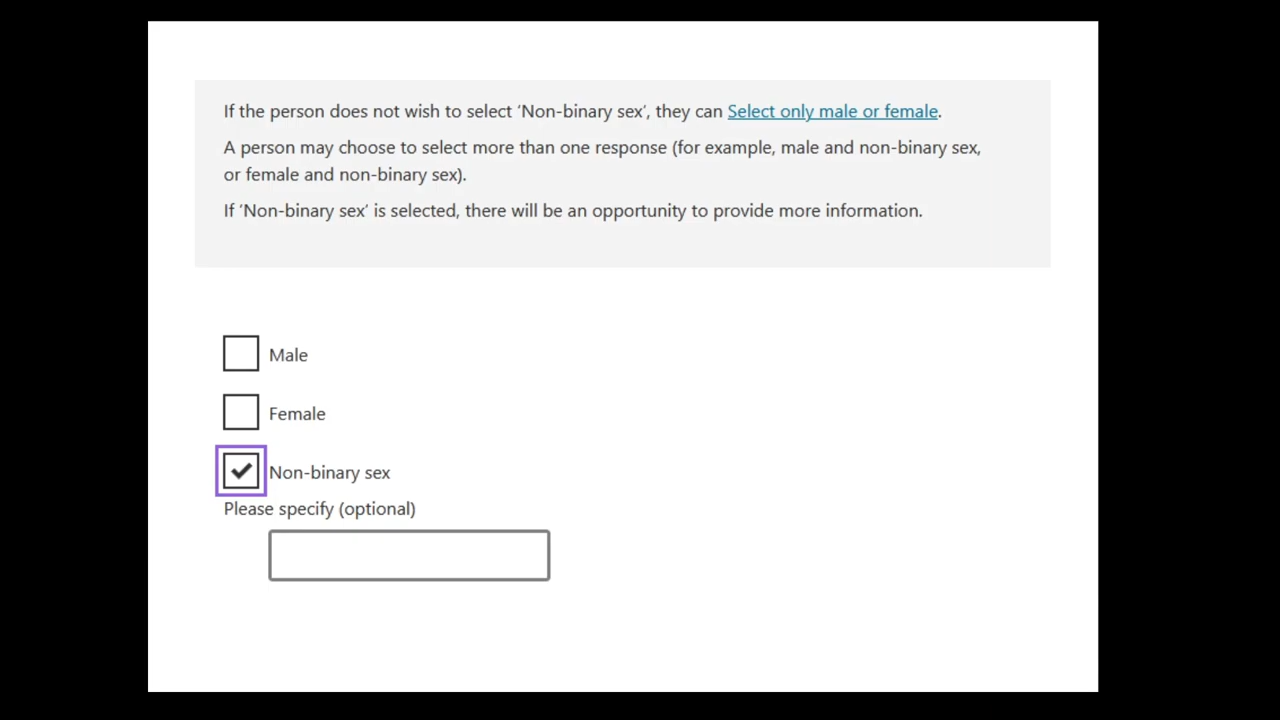 If the person does not wish to select ‘Non-binary sex’, they can Select only male or female.
A person may choose to select more than one response (for example, male and non-binary sex,
or female and non-binary sex).
If ‘Non-binary sex’ is selected, there will be an opportunity to provide more information.
Male
Female
Non-binary sex
Please specify (optional)